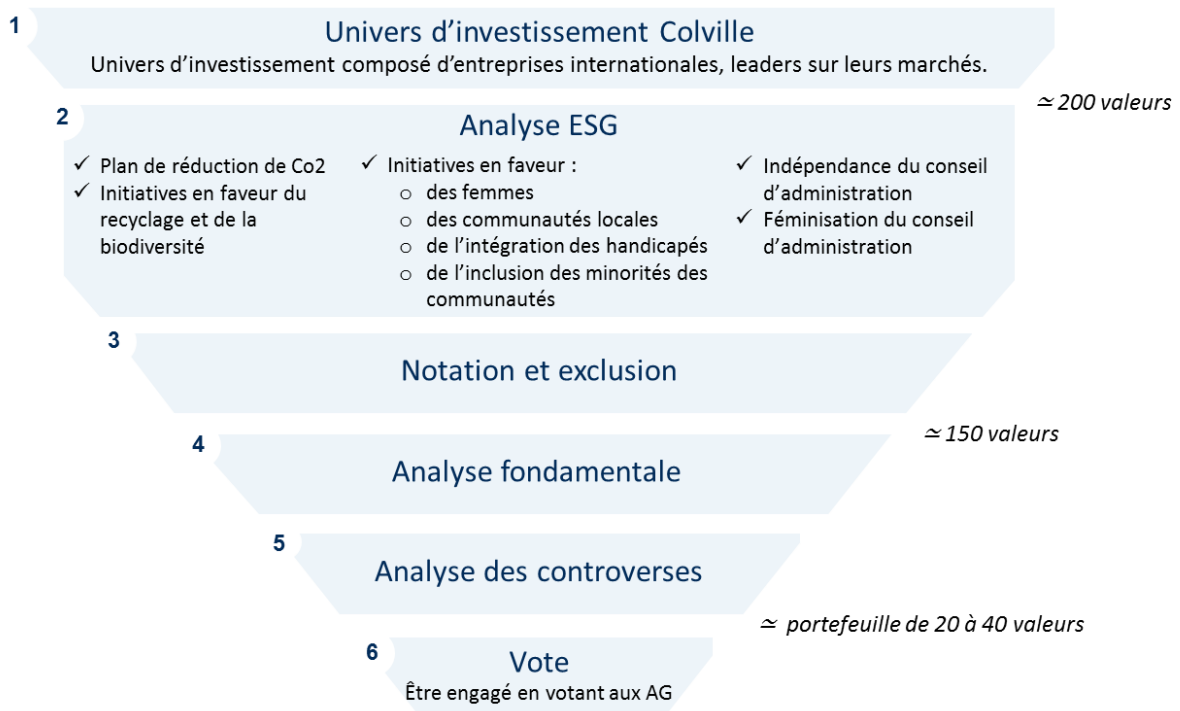 1
Univers d'investissement Colville
Univers d'investissement composé d'entreprises internationales, leaders sur leurs marchés.
≃ 200 valeurs
2
Analyse ESG
✓ Plan de réduction de Co2
✓ Initiatives en faveur du
recyclage et de la
biodiversité
✓ Initiatives en faveur :
o des femmes
o des communautés locales
o de l'intégration des handicapés
o de l'inclusion des minorités des
communautés
✓ Indépendance du conseil
d'administration
✓ Féminisation du conseil
d'administration
3
Notation et exclusion
≃ 150 valeurs
4
Analyse fondamentale
5
Analyse des controverses
≃ portefeuille de 20 à 40 valeurs
6
Vote
Être engagé en votant aux AG